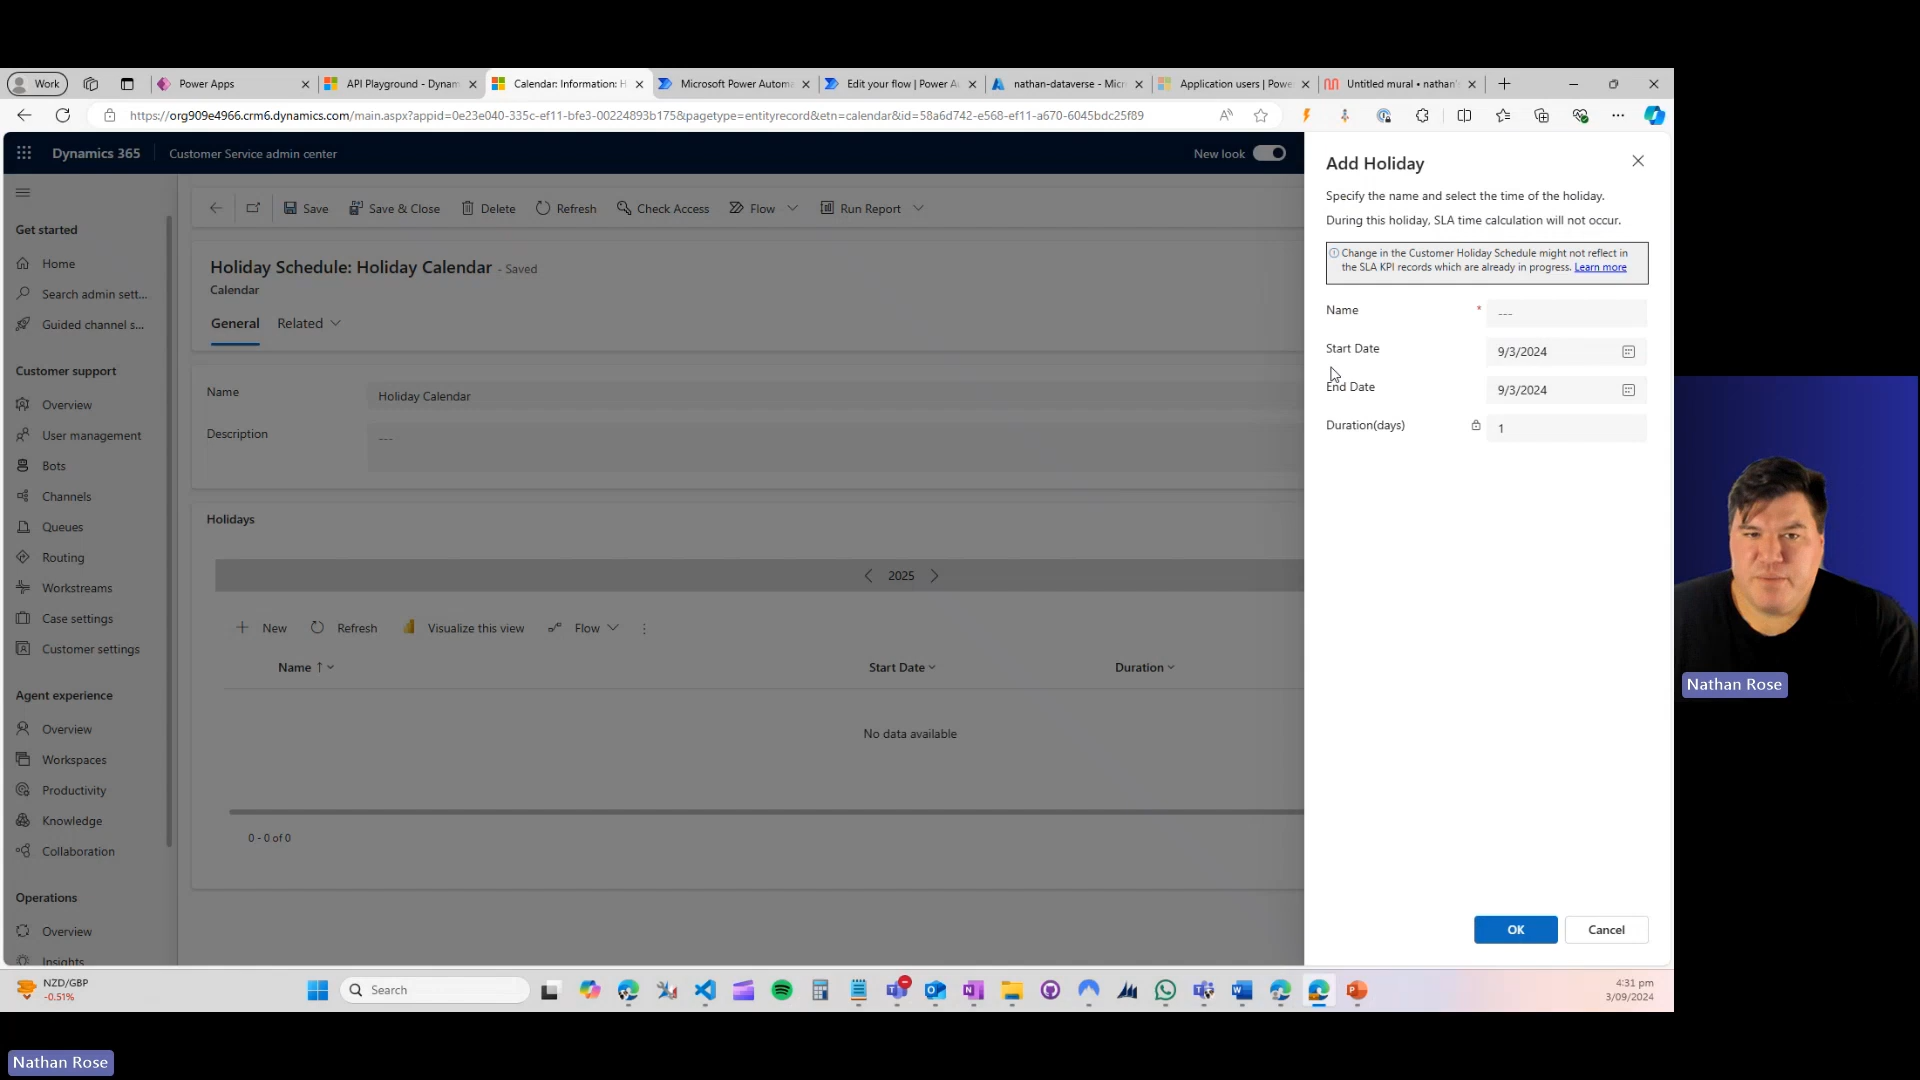 Work
Power Apps
API Playground - Dynam
Calendar: Information: H
Microsoft Power Automa
Edit your flow | Power Au
nathan-dataverse - Micr
Application users | Powe
Untitled mural • nathan'
https://org909e4966.crm6.dynamics.com/main.aspx?appid=0e23e040-335c-ef11-bfe3-00224893b175&pagetype=entityrecord&etn=calendar&id=58a6d742-e568-ef11-a670-6045bdc25f89
Dynamics 365
Customer Service admin center
New look
Get started
Home
Search admin sett...
Guided channel s...
Customer support
Overview
User management
Bots
Channels
Queues
Routing
Workstreams
Case settings
Customer settings
Agent experience
Overview
Workspaces
Productivity
Knowledge
Collaboration
Operations
Overview
Insights
Save
Save & Close
Delete
Refresh
Check Access
Flow
Run Report
Holiday Schedule: Holiday Calendar - Saved
Calendar
General
Related
Name
Holiday Calendar
Description
---
Holidays
2025
New
Refresh
Visualize this view
Flow
Name
Start Date
Duration
No data available
0 - 0 of 0
Add Holiday
Specify the name and select the time of the holiday.
During this holiday, SLA time calculation will not occur.
Change in the Customer Holiday Schedule might not reflect in
the SLA KPI records which are already in progress. Learn more
Name * ---
Start Date 9/3/2024
End Date 9/3/2024
Duration(days) 1
OK
Cancel
NZD/GBP
-0.51%
Search
4:31 pm
3/09/2024
Nathan Rose
Nathan Rose